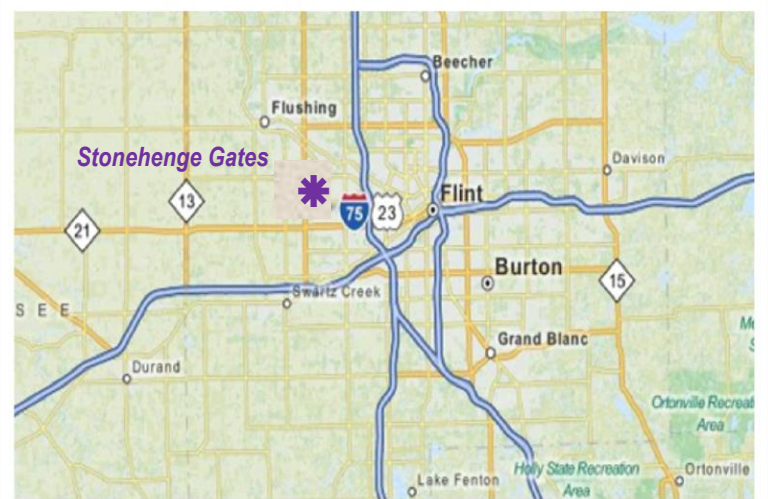 Beecher
Flushing
Stonehenge Gates
Davison
13
Flint
75
23
21
Burton
15
Swartz Creek
S E E
Grand Blanc
Durand
Ortonville Recreat
Area
Lake Fenton
Holly State Recreation
Area
Ortonville